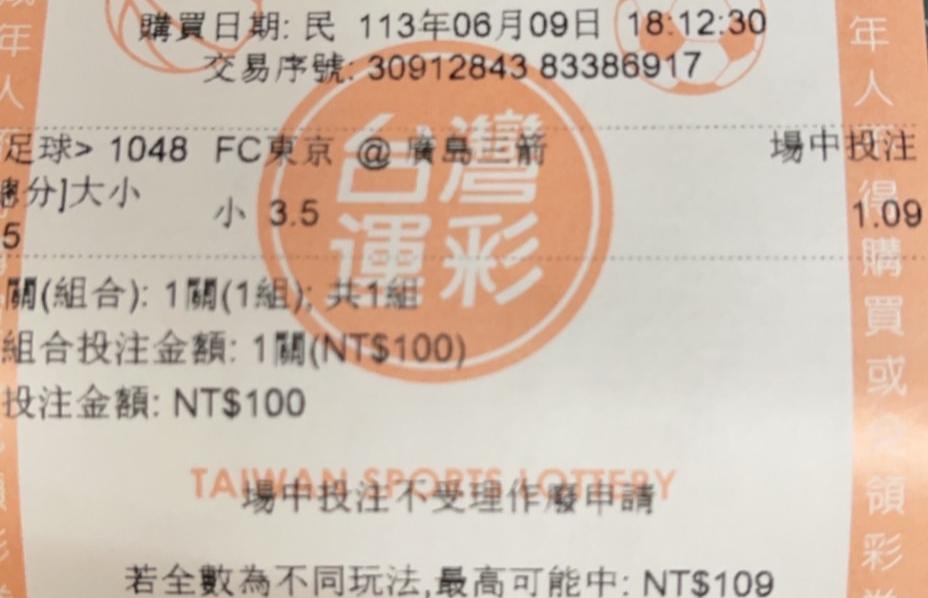 購買日期: 民 113年06月09日 18:12:30
交易序號: 30912843 83386917
足球> 1048 FC東京 @ 廣島三箭 場中投注
總分]大小 小 3.5 1.09
5
關(組合): 1關(1組); 共1組
組合投注金額: 1關(NT$100)
投注金額: NT$100
台灣
運彩
TAIWAN SPORTS LOTTERY
場中投注不受理作廢申請
若全數為不同玩法,最高可能中: NT$109
年人
年人 得購買或 領彩